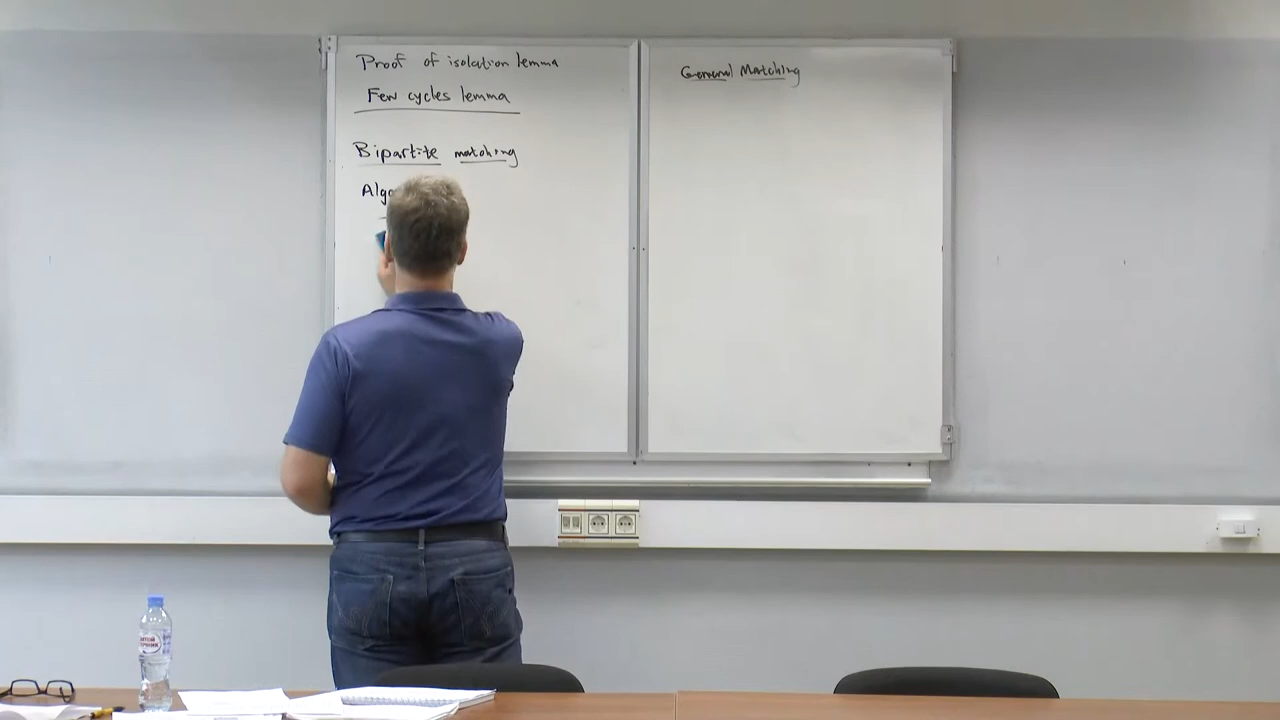 Proof of isolation lemma
Few cycles lemma
Bipartite matching
General Matching